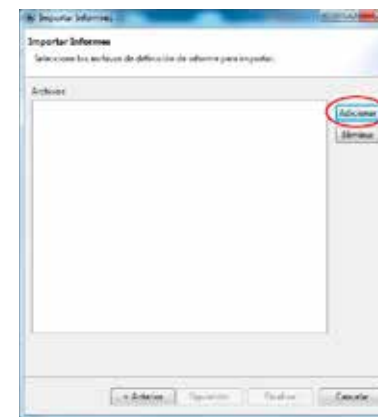 Importar Informes
Importar Informes
Seleccione los archivos de definición de informe para importar.
Archivos
Adicionar
Eliminar
< Anterior
Siguiente
Finalizar
Cancelar